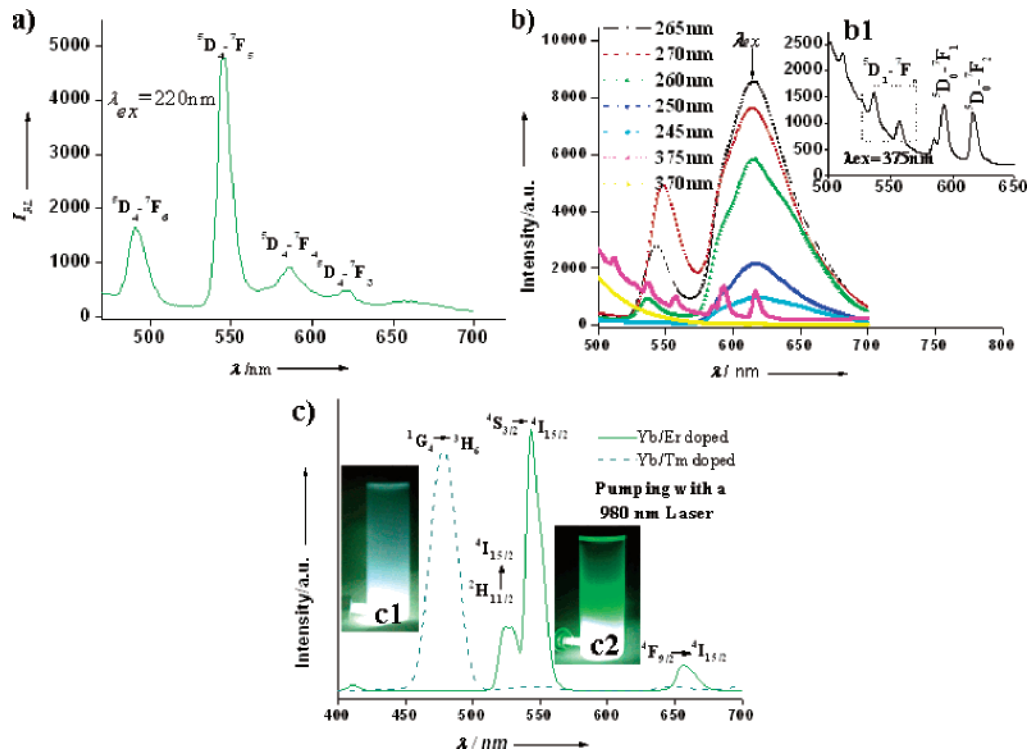 a)
5000
4000
3000
2000
1000
0
I PL
λex=220nm
⁵D₄-⁷F₅
⁵D₄-⁷F₆
⁵D₄-⁷F₄
⁵D₄-⁷F₃
500
550
600
650
700
λ/nm
b)
10000
8000
6000
4000
2000
0
Intensity/a.u.
λex
265nm
270nm
260nm
250nm
245nm
375nm
370nm
500
550
600
650
700
750
800
λ/ nm
b1
2500
2000
1500
1000
500
0
⁵D₁-⁷Fₙ
⁵D₀-⁷F₁
⁵D₀-⁷F₂
λex=375nm
500
550
600
650
c)
Intensity/a.u.
¹G₄→³H₆
⁴S₃/₂→⁴I₁₅/₂
Yb/Er doped
Yb/Tm doped
Pumping with a
980 nm Laser
⁴I₁₅/₂
²H₁₁/₂
c1
c2
⁴F₉/₂→⁴I₁₅/₂
400
450
500
550
600
650
700
λ/ nm